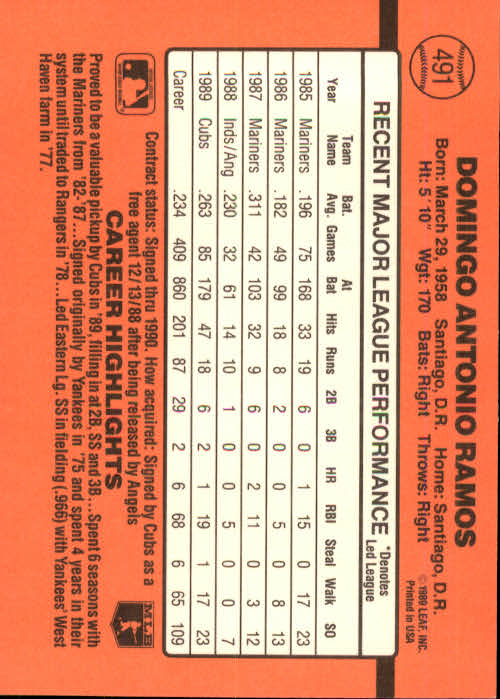 491
DOMINGO ANTONIO RAMOS
Born: March 29, 1958 Santiago, D.R. Home: Santiago, D.R.
Ht: 5'10" Wgt: 170 Bats: Right Throws: Right
© 1989 LEAF, INC.
Printed in USA
RECENT MAJOR LEAGUE PERFORMANCE
*Denotes
Led League
Year Team Name Bat. Avg. Games At Bat Hits Runs 2B 3B HR RBI Steal Walk SO
1985 Mariners .196 75 168 33 19 6 0 1 15 0 17 23
1986 Mariners .182 49 99 18 8 2 0 0 5 0 8 13
1987 Mariners .311 42 103 32 9 6 0 2 11 0 3 12
1988 Inds/Ang .230 32 61 14 10 1 0 0 5 0 0 7
1989 Cubs .263 85 179 47 18 6 2 1 19 1 17 23
Career .234 409 860 201 87 29 2 6 68 6 65 109
Contract status: Signed thru 1990. How acquired: Signed by Cubs as a
free agent 12/13/88 after being released by Angels
MLB
CAREER HIGHLIGHTS
Proved to be a valuable pickup by Cubs in '89, filling in at 2B, SS and 3B...Spent 6 seasons with
the Mariners from '82-'87...Signed originally by Yankees in '75 and spent 4 years in their
system until traded to Rangers in '78...Led Eastern Lg. SS in fielding (.966) with Yankees' West
Haven farm in '77.